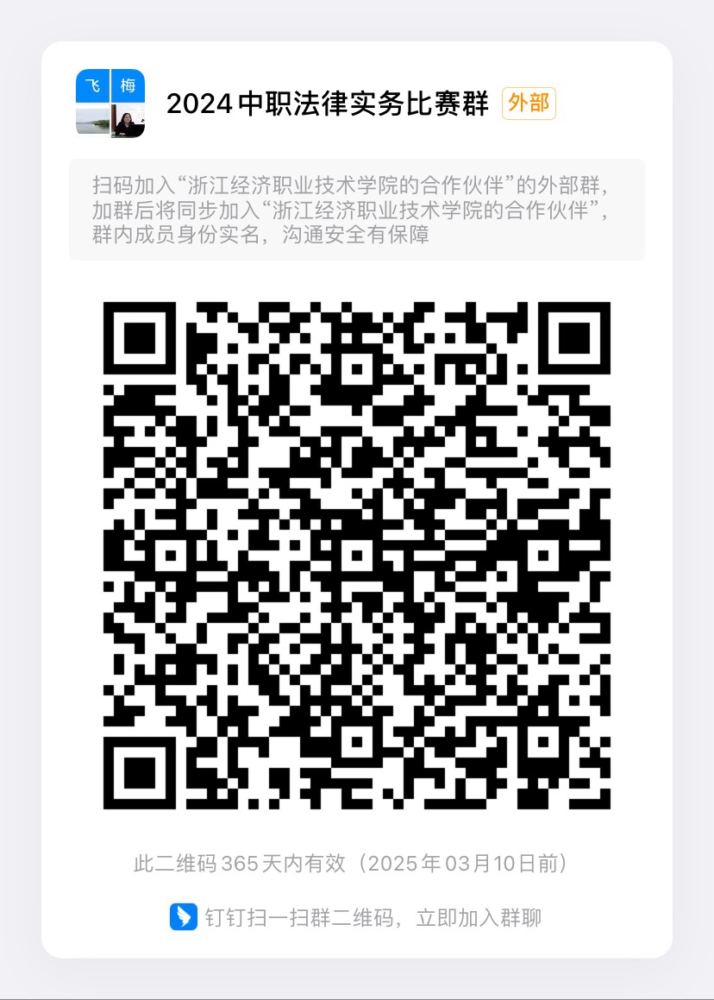 飞 梅
2024中职法律实务比赛群 外部
扫码加入“浙江经济职业技术学院的合作伙伴”的外部群，
加群后将同步加入“浙江经济职业技术学院的合作伙伴”，
群内成员身份实名，沟通安全有保障
此二维码365天内有效（2025年03月10日前）
钉钉扫一扫群二维码，立即加入群聊